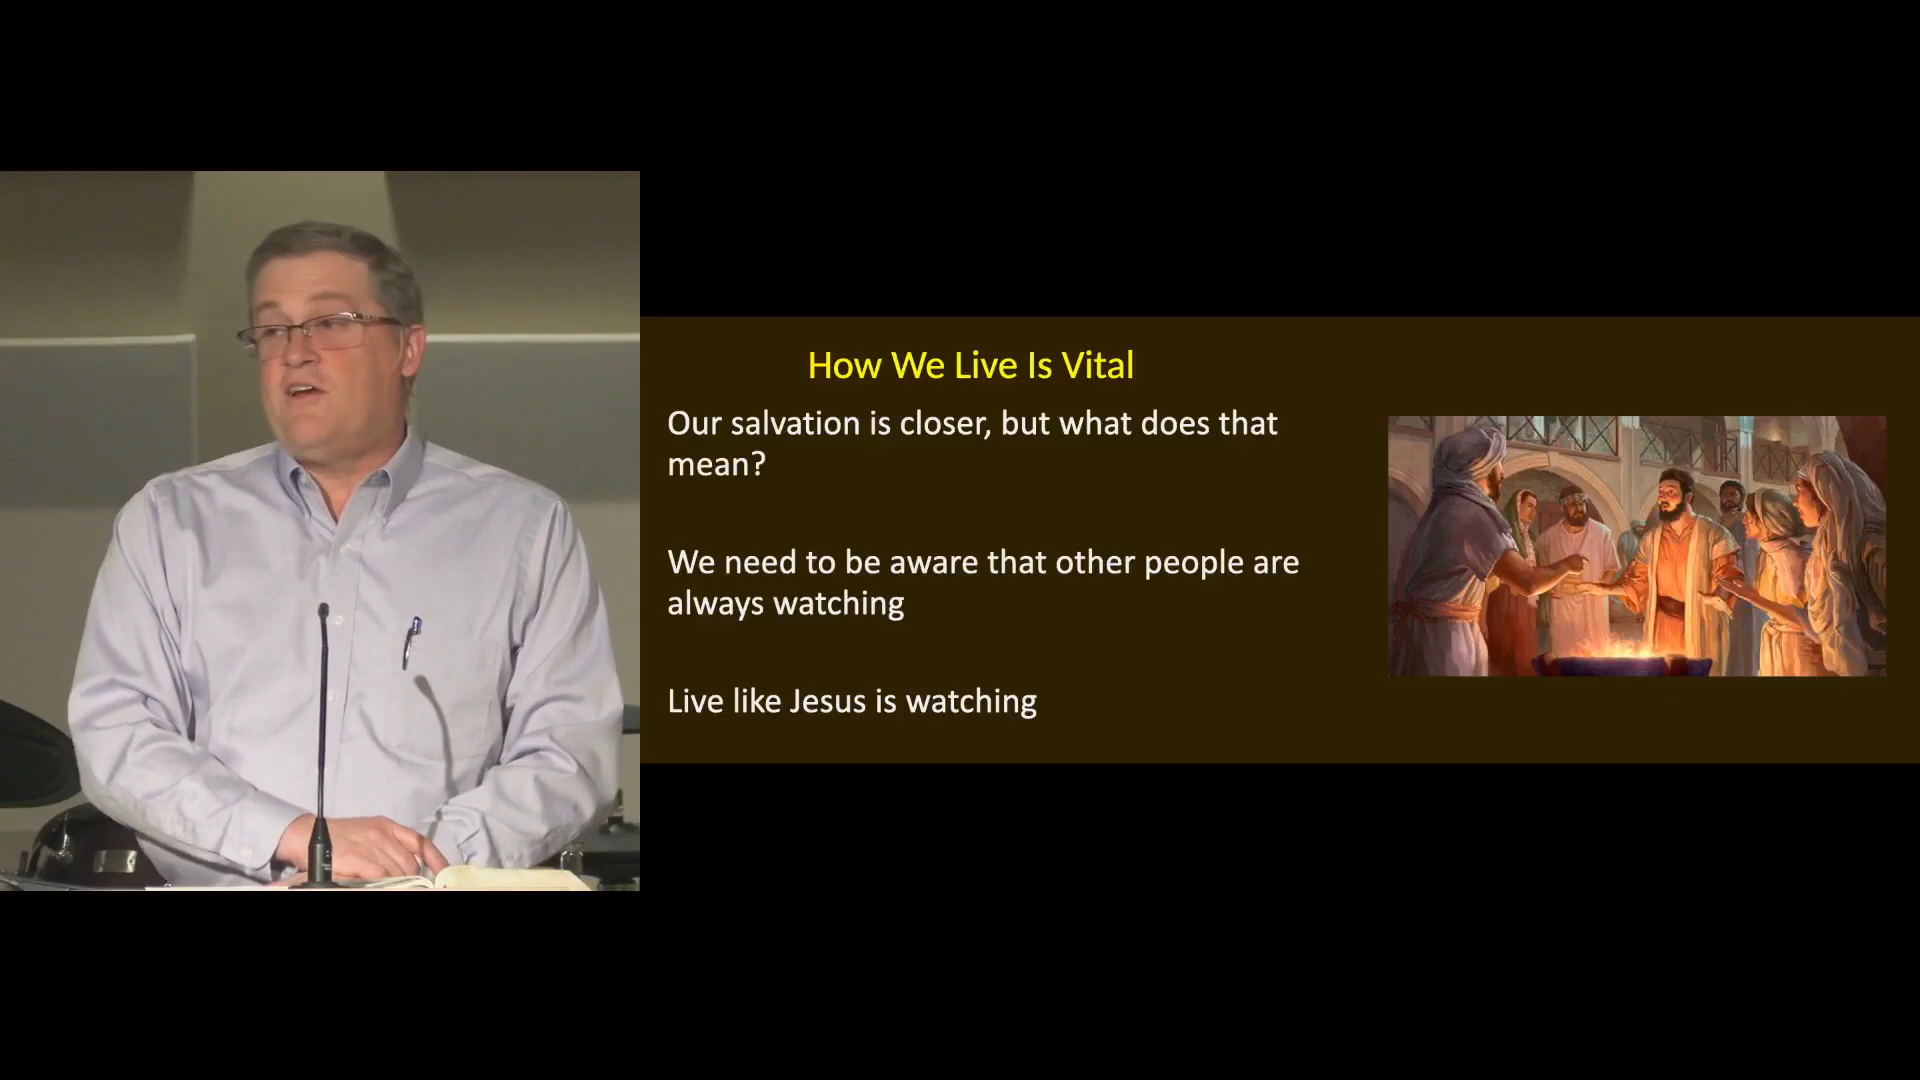 How We Live Is Vital
Our salvation is closer, but what does that
mean?
We need to be aware that other people are
always watching
Live like Jesus is watching